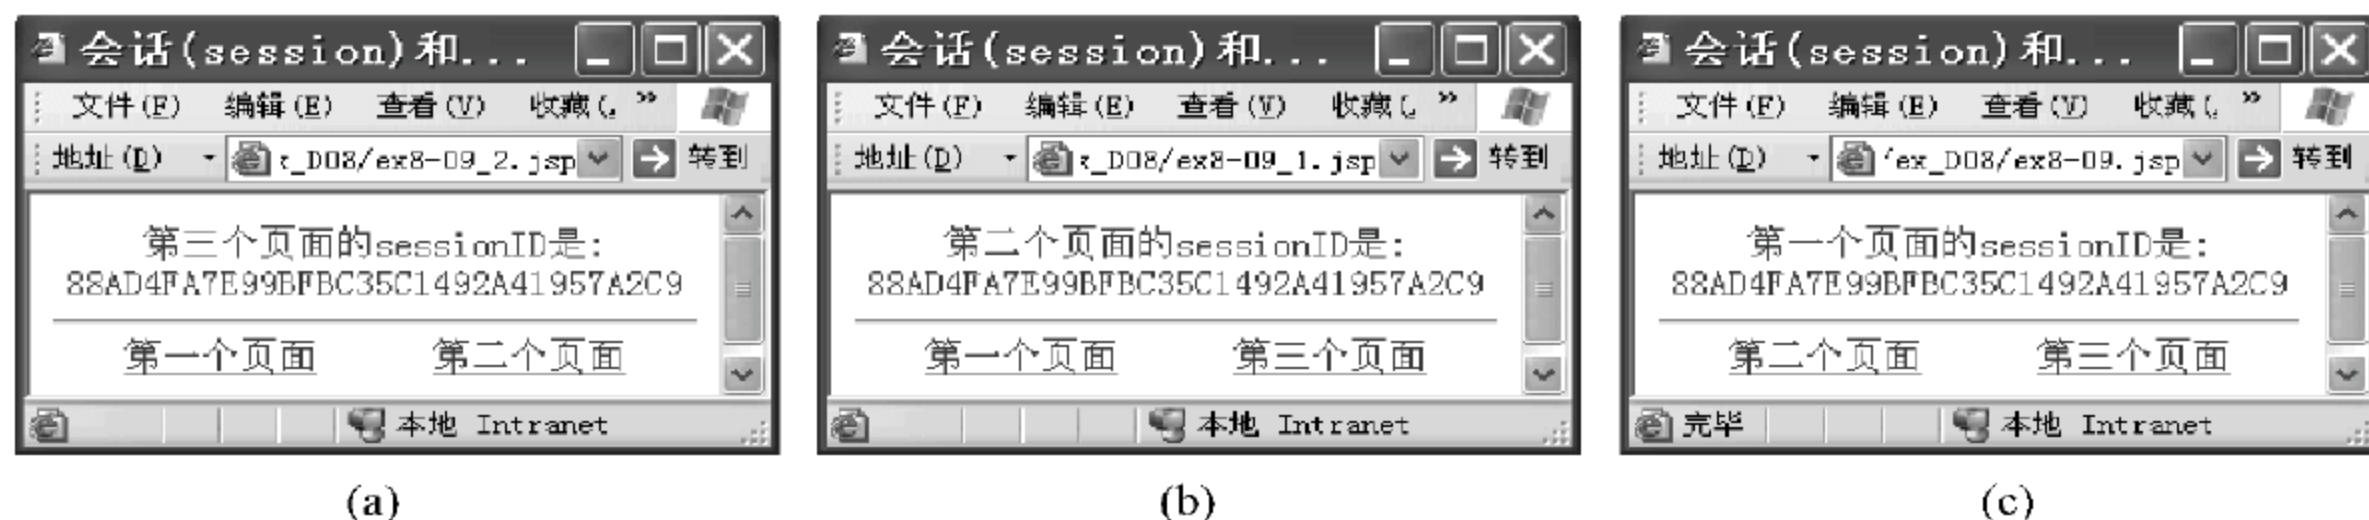 会话(session)和...
文件(F) 编辑(E) 查看(V) 收藏(
地址(D) t_D08/ex8-09_2.jsp 转到
第三个页面的sessionID是:
88AD4FA7E99BFBC35C1492A41957A2C9
第一个页面 第二个页面
本地 Intranet
(a)
会话(session)和...
文件(F) 编辑(E) 查看(V) 收藏(
地址(D) t_D08/ex8-09_1.jsp 转到
第二个页面的sessionID是:
88AD4FA7E99BFBC35C1492A41957A2C9
第一个页面 第三个页面
本地 Intranet
(b)
会话(session)和...
文件(F) 编辑(E) 查看(V) 收藏(
地址(D) /ex_D08/ex8-09.jsp 转到
第一个页面的sessionID是:
88AD4FA7E99BFBC35C1492A41957A2C9
第二个页面 第三个页面
完毕 本地 Intranet
(c)